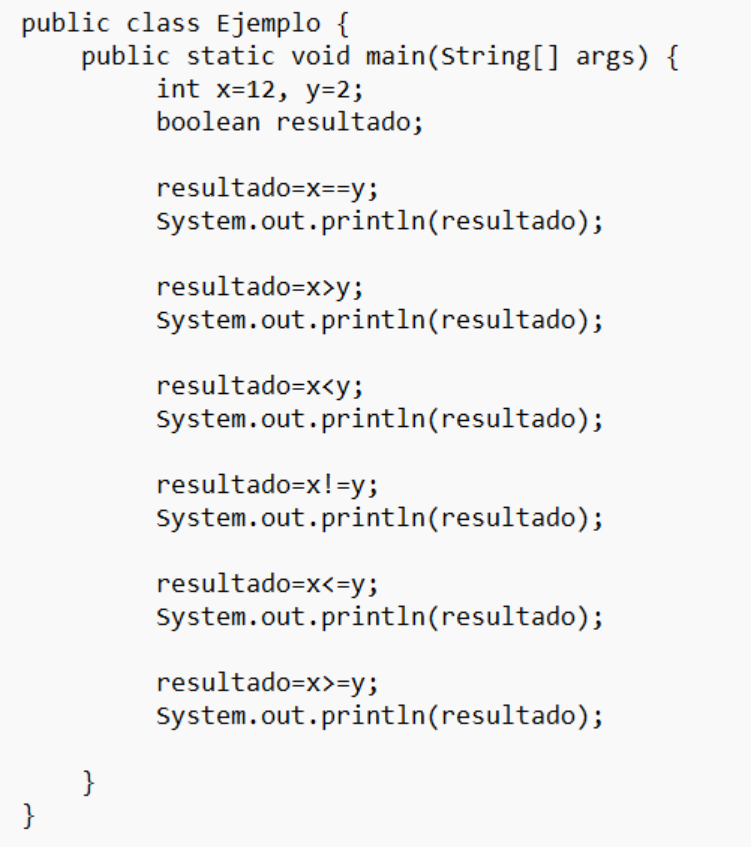 public class Ejemplo {
    public static void main(String[] args) {
         int x=12, y=2;
         boolean resultado;

         resultado=x==y;
         System.out.println(resultado);

         resultado=x>y;
         System.out.println(resultado);

         resultado=x<y;
         System.out.println(resultado);

         resultado=x!=y;
         System.out.println(resultado);

         resultado=x<=y;
         System.out.println(resultado);

         resultado=x>=y;
         System.out.println(resultado);

    }
}